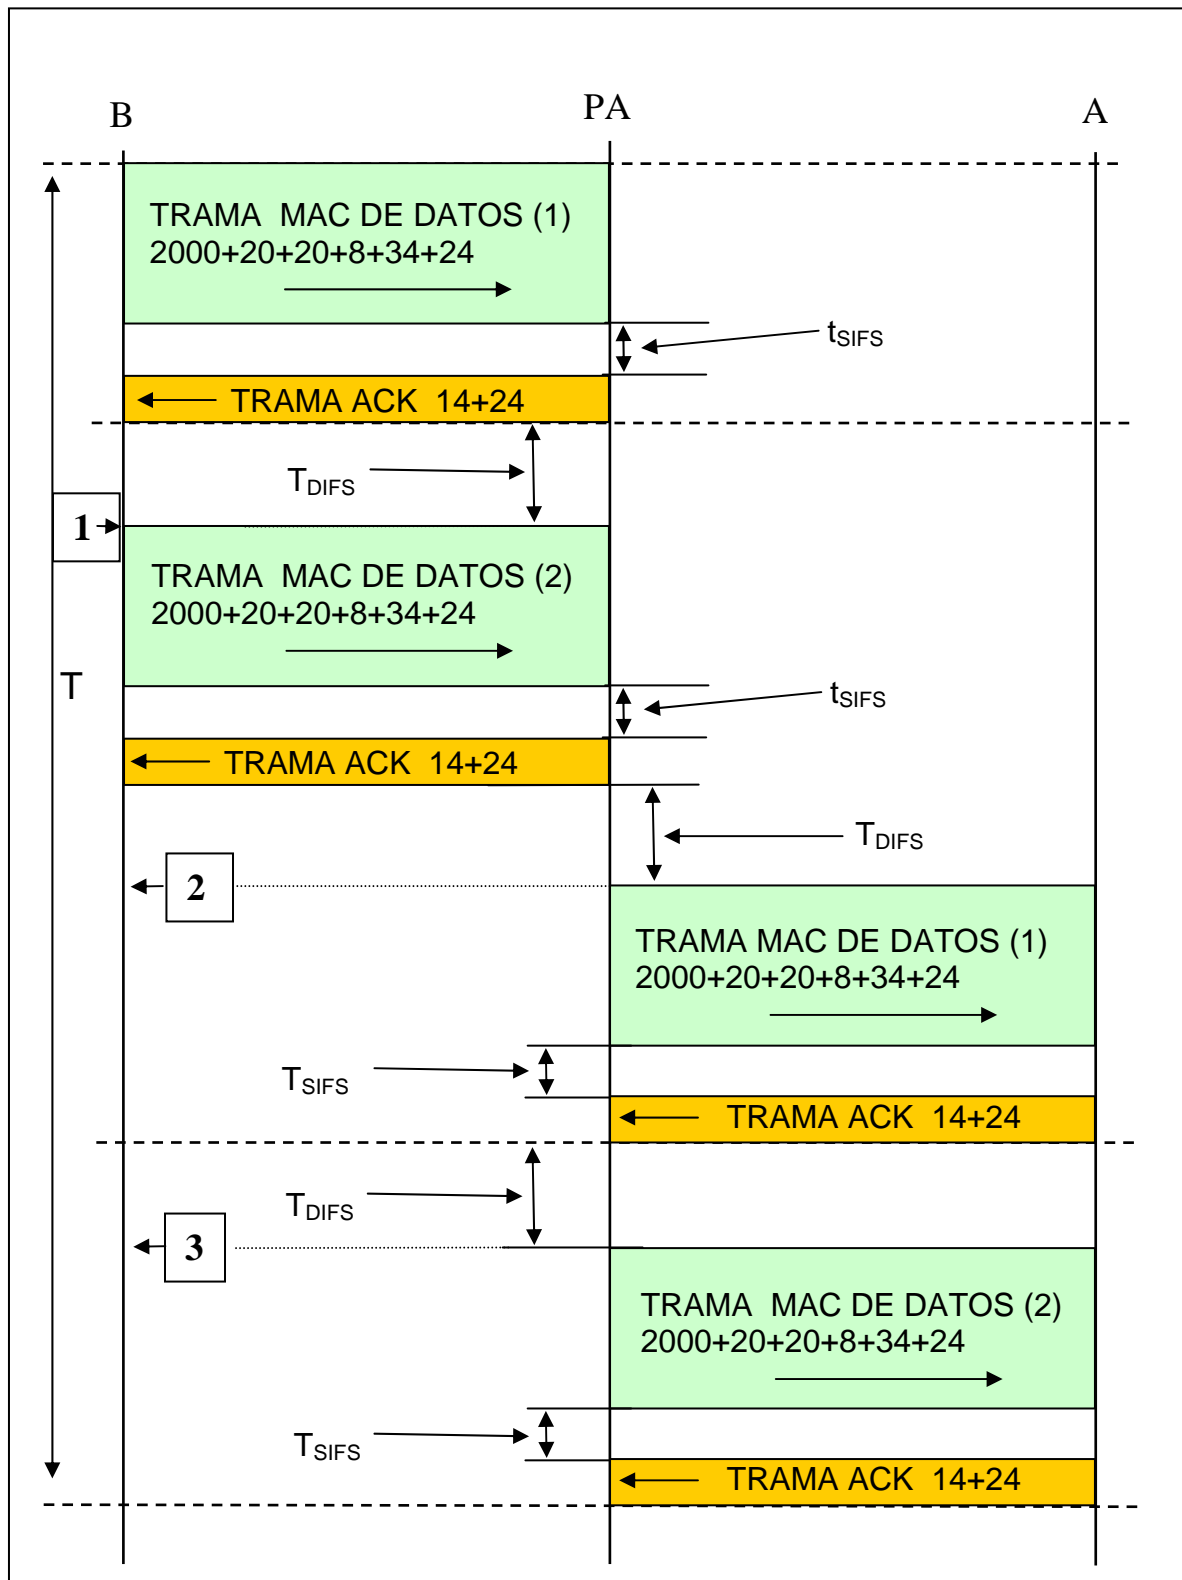 B
PA
A
TRAMA MAC DE DATOS (1)
2000+20+20+8+34+24
tSIFS
TRAMA ACK 14+24
TDIFS
1
TRAMA MAC DE DATOS (2)
2000+20+20+8+34+24
T
tSIFS
TRAMA ACK 14+24
TDIFS
2
TRAMA MAC DE DATOS (1)
2000+20+20+8+34+24
TSIFS
TRAMA ACK 14+24
TDIFS
3
TRAMA MAC DE DATOS (2)
2000+20+20+8+34+24
TSIFS
TRAMA ACK 14+24